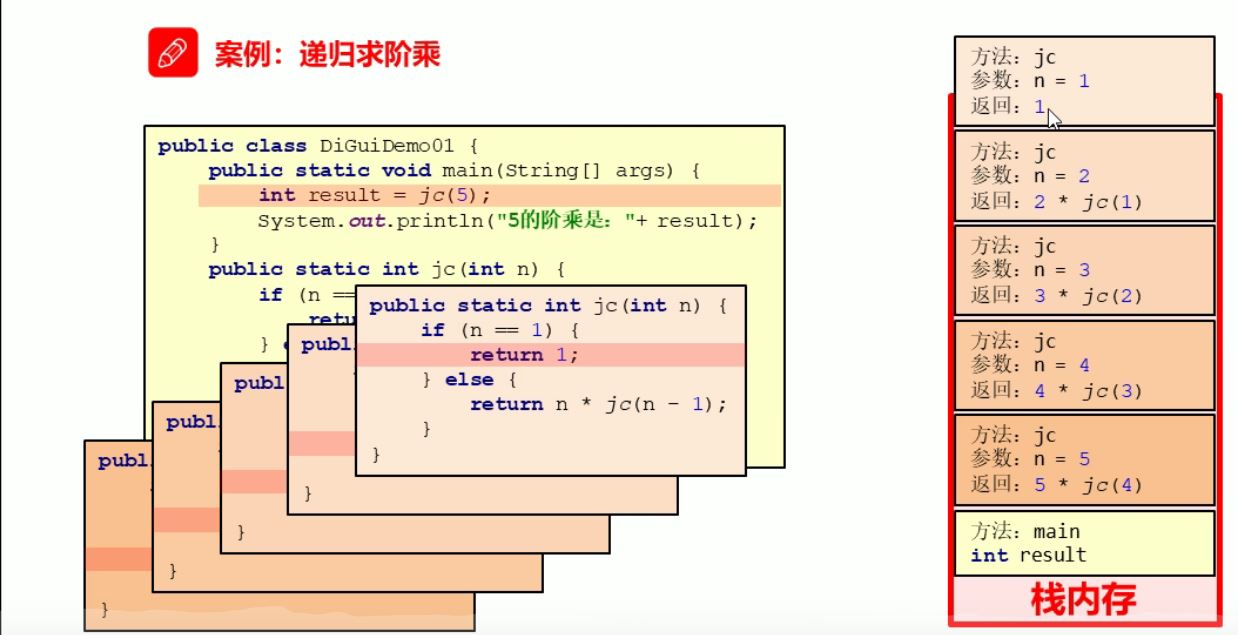 案例：递归求阶乘
public class DiGuiDemo01 {
public static void main(String[] args) {
int result = jc(5);
System.out.println("5的阶乘是："+ result);
}
public static int jc(int n) {
if (n ==
retu
} e
public static int jc(int n) {
if (n == 1) {
return 1;
} else {
return n * jc(n - 1);
}
}
publ
}
publ
}
publ
}
publ
}
方法：jc
参数：n = 1
返回：1
方法：jc
参数：n = 2
返回：2 * jc(1)
方法：jc
参数：n = 3
返回：3 * jc(2)
方法：jc
参数：n = 4
返回：4 * jc(3)
方法：jc
参数：n = 5
返回：5 * jc(4)
方法：main
int result
栈内存